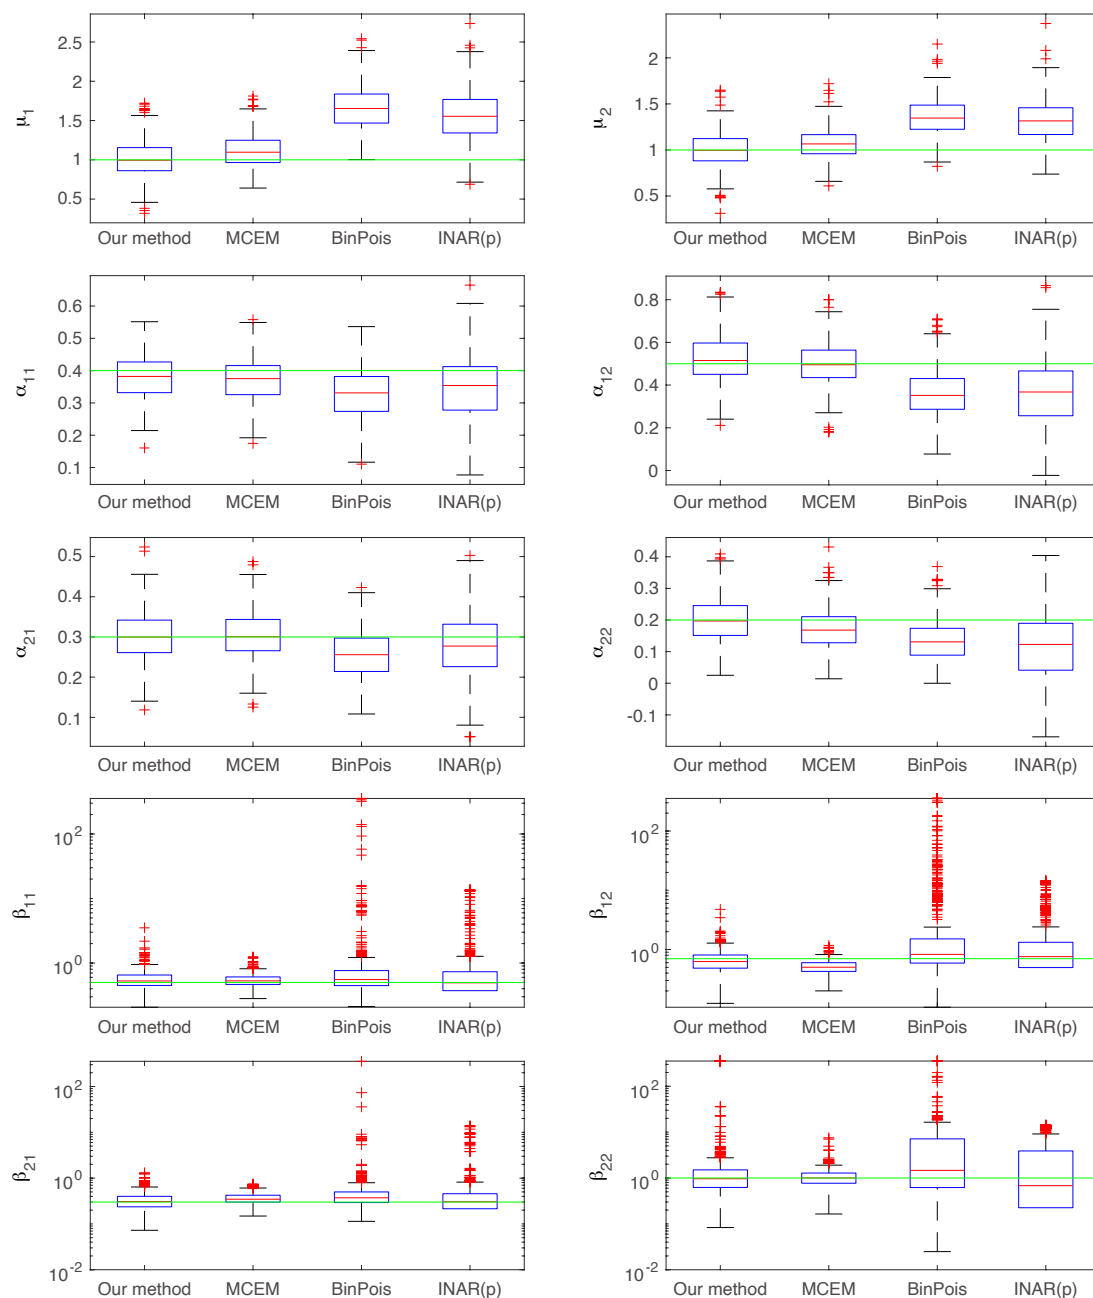 μ1
2.5
2
1.5
1
0.5
Our method MCEM BinPois INAR(p)
μ2
2
1.5
1
0.5
Our method MCEM BinPois INAR(p)
α11
0.6
0.5
0.4
0.3
0.2
0.1
Our method MCEM BinPois INAR(p)
α12
0.8
0.6
0.4
0.2
0
Our method MCEM BinPois INAR(p)
α21
0.5
0.4
0.3
0.2
0.1
Our method MCEM BinPois INAR(p)
α22
0.4
0.3
0.2
0.1
0
-0.1
Our method MCEM BinPois INAR(p)
β11
10^2
10^0
Our method MCEM BinPois INAR(p)
β12
10^2
10^0
Our method MCEM BinPois INAR(p)
β21
10^2
10^0
10^-2
Our method MCEM BinPois INAR(p)
β22
10^2
10^0
10^-2
Our method MCEM BinPois INAR(p)